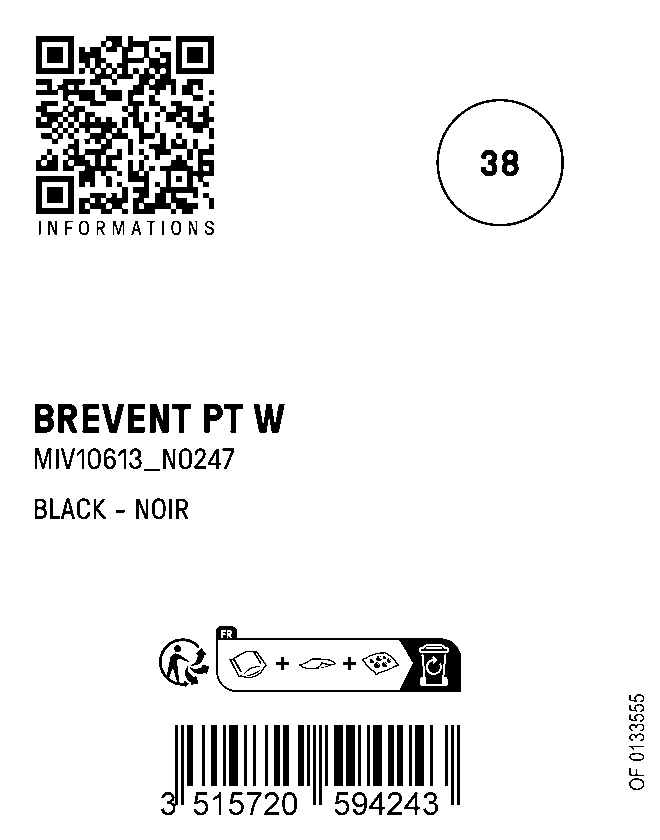 INFORMATIONS
38
BREVENT PT W
MIV10613_N0247
BLACK - NOIR
FR
3 515720 594243
OF 0133555